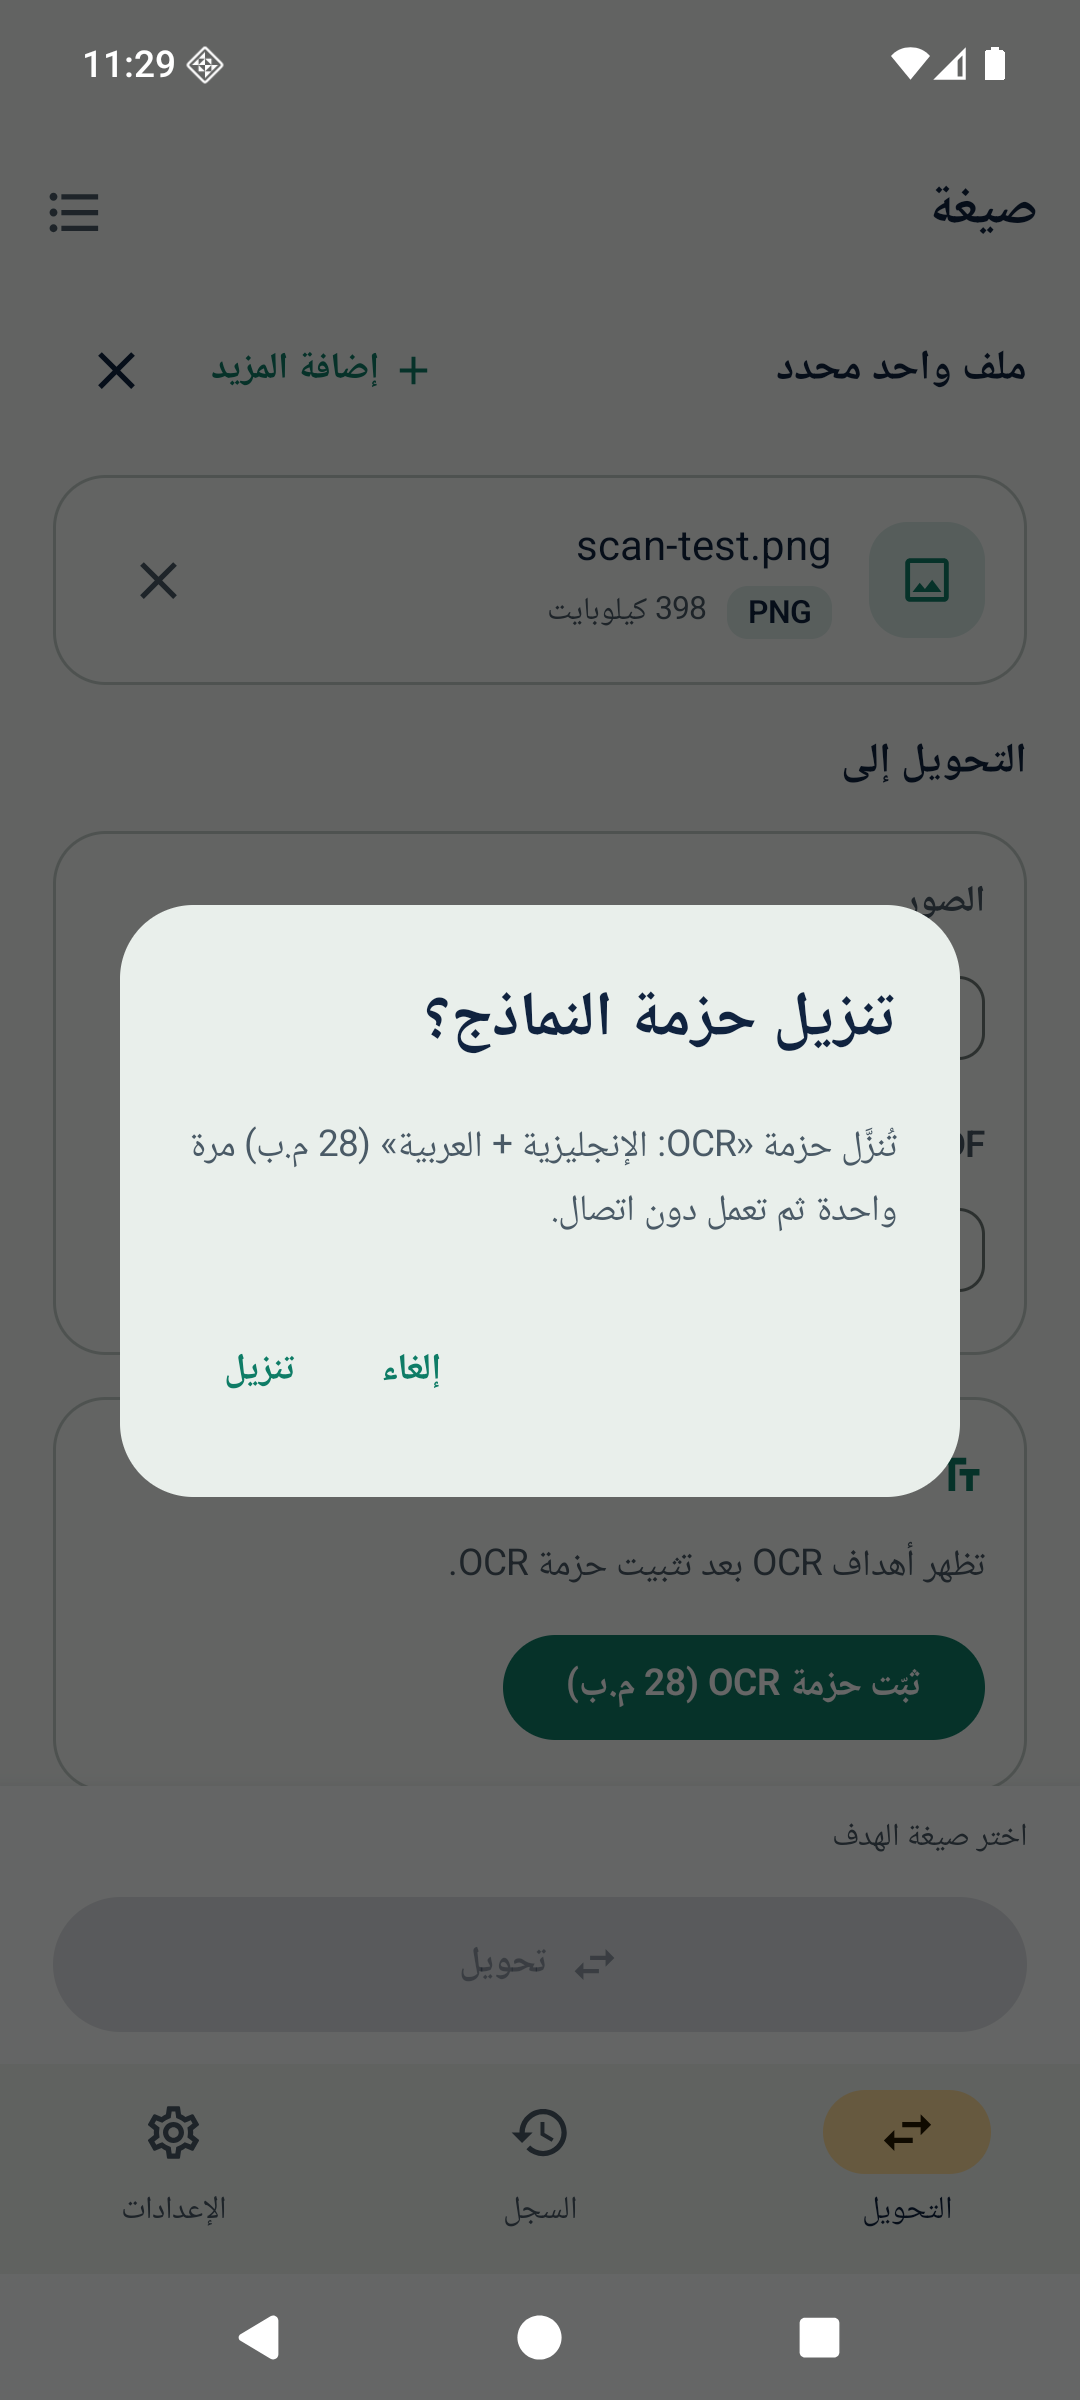 11:29
صيغة
ملف واحد محدد
إضافة المزيد
scan-test.png
PNG
398 كيلوبايت
التحويل إلى
الصور
تنزيل حزمة النماذج؟
تُنزَّل حزمة «OCR: الإنجليزية + العربية» (28 م.ب) مرة
واحدة ثم تعمل دون اتصال.
إلغاء
تنزيل
تظهر أهداف OCR بعد تثبيت حزمة OCR.
ثبّت حزمة OCR (28 م.ب)
اختر صيغة الهدف
تحويل
التحويل
السجل
الإعدادات